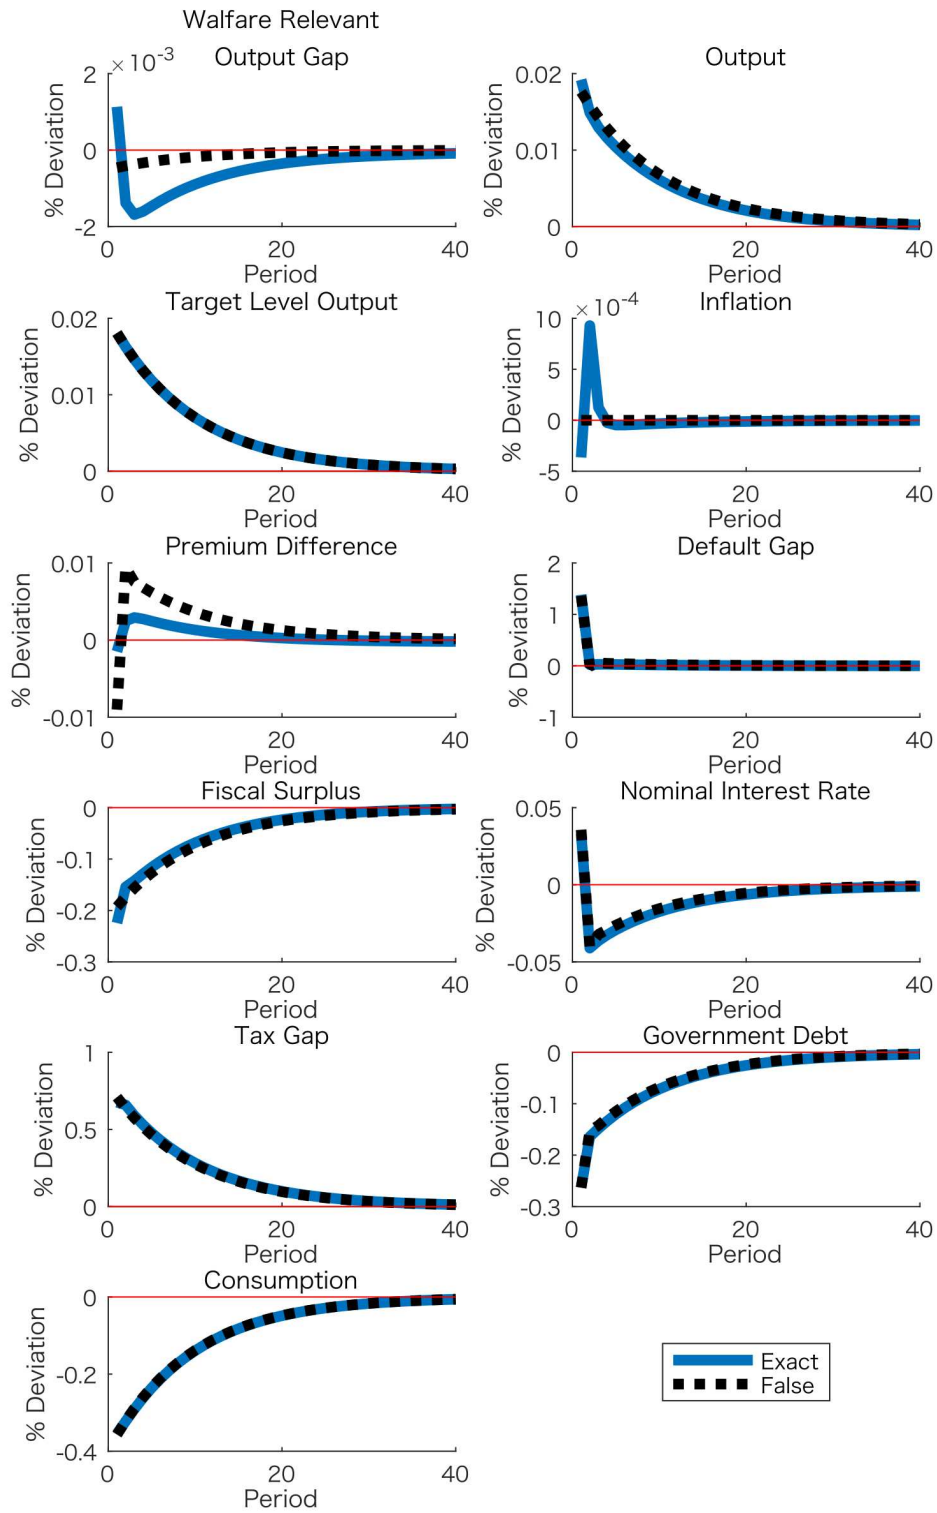 Welfare Relevant
Output Gap
×10-3
% Deviation
2
0
-2
0 20 40
Period
Output
% Deviation
0.02
0.01
0
0 20 40
Period
Target Level Output
% Deviation
0.02
0.01
0
0 20 40
Period
Inflation
×10-4
% Deviation
10
5
0
-5
0 20 40
Period
Premium Difference
% Deviation
0.01
0
-0.01
0 20 40
Period
Default Gap
% Deviation
2
1
0
-1
0 20 40
Period
Fiscal Surplus
% Deviation
0
-0.1
-0.2
-0.3
0 20 40
Period
Nominal Interest Rate
% Deviation
0.05
0
-0.05
0 20 40
Period
Tax Gap
% Deviation
1
0.5
0
0 20 40
Period
Government Debt
% Deviation
0
-0.1
-0.2
-0.3
0 20 40
Period
Consumption
% Deviation
0
-0.2
-0.4
0 20 40
Period
Exact
False